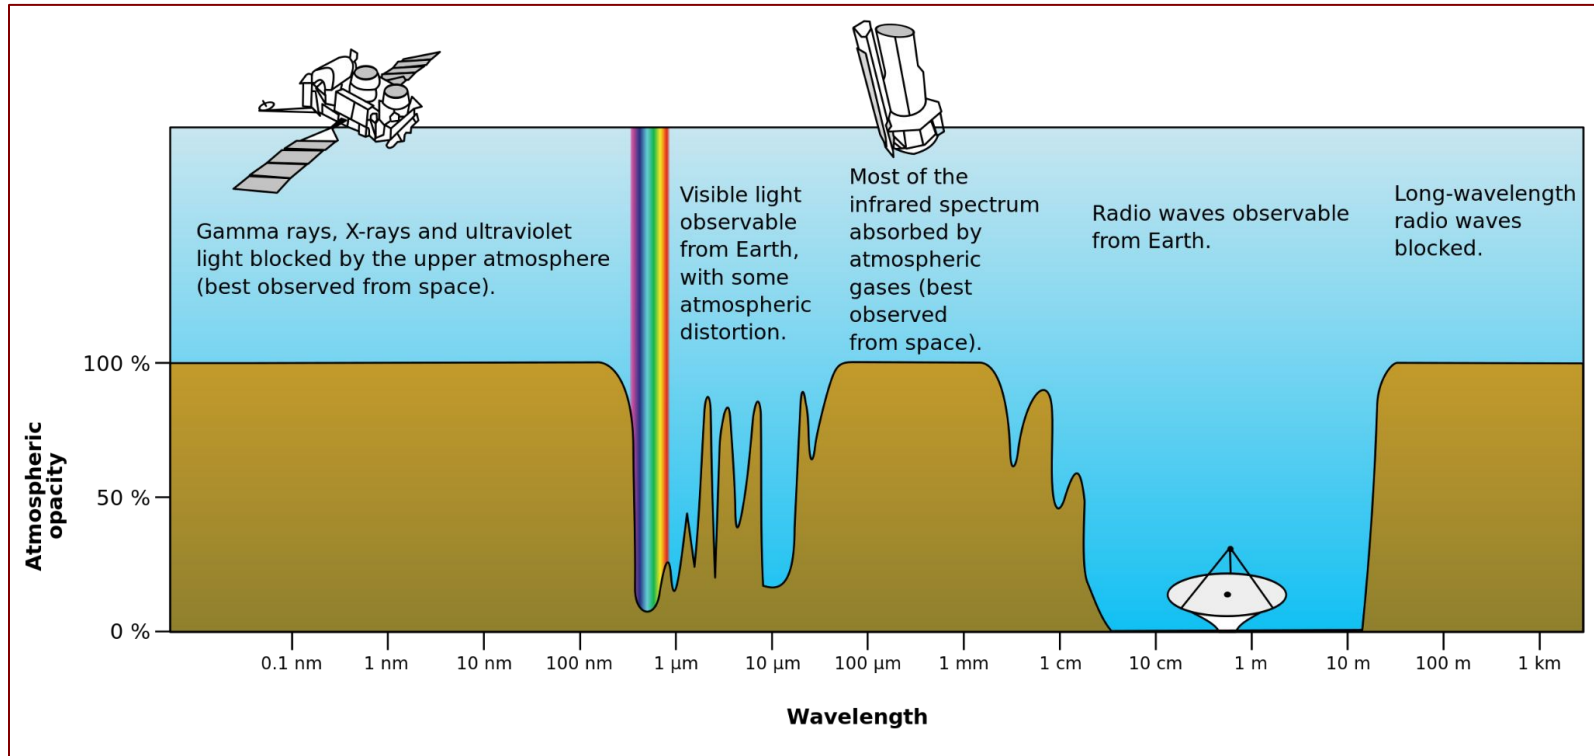 Gamma rays, X-rays and ultraviolet
light blocked by the upper atmosphere
(best observed from space).
Visible light
observable
from Earth,
with some
atmospheric
distortion.
Most of the
infrared spectrum
absorbed by
atmospheric
gases (best
observed
from space).
Radio waves observable
from Earth.
Long-wavelength
radio waves
blocked.
Atmospheric
opacity
100 %
50 %
0 %
0.1 nm
1 nm
10 nm
100 nm
1 μm
10 μm
100 μm
1 mm
1 cm
10 cm
1 m
10 m
100 m
1 km
Wavelength